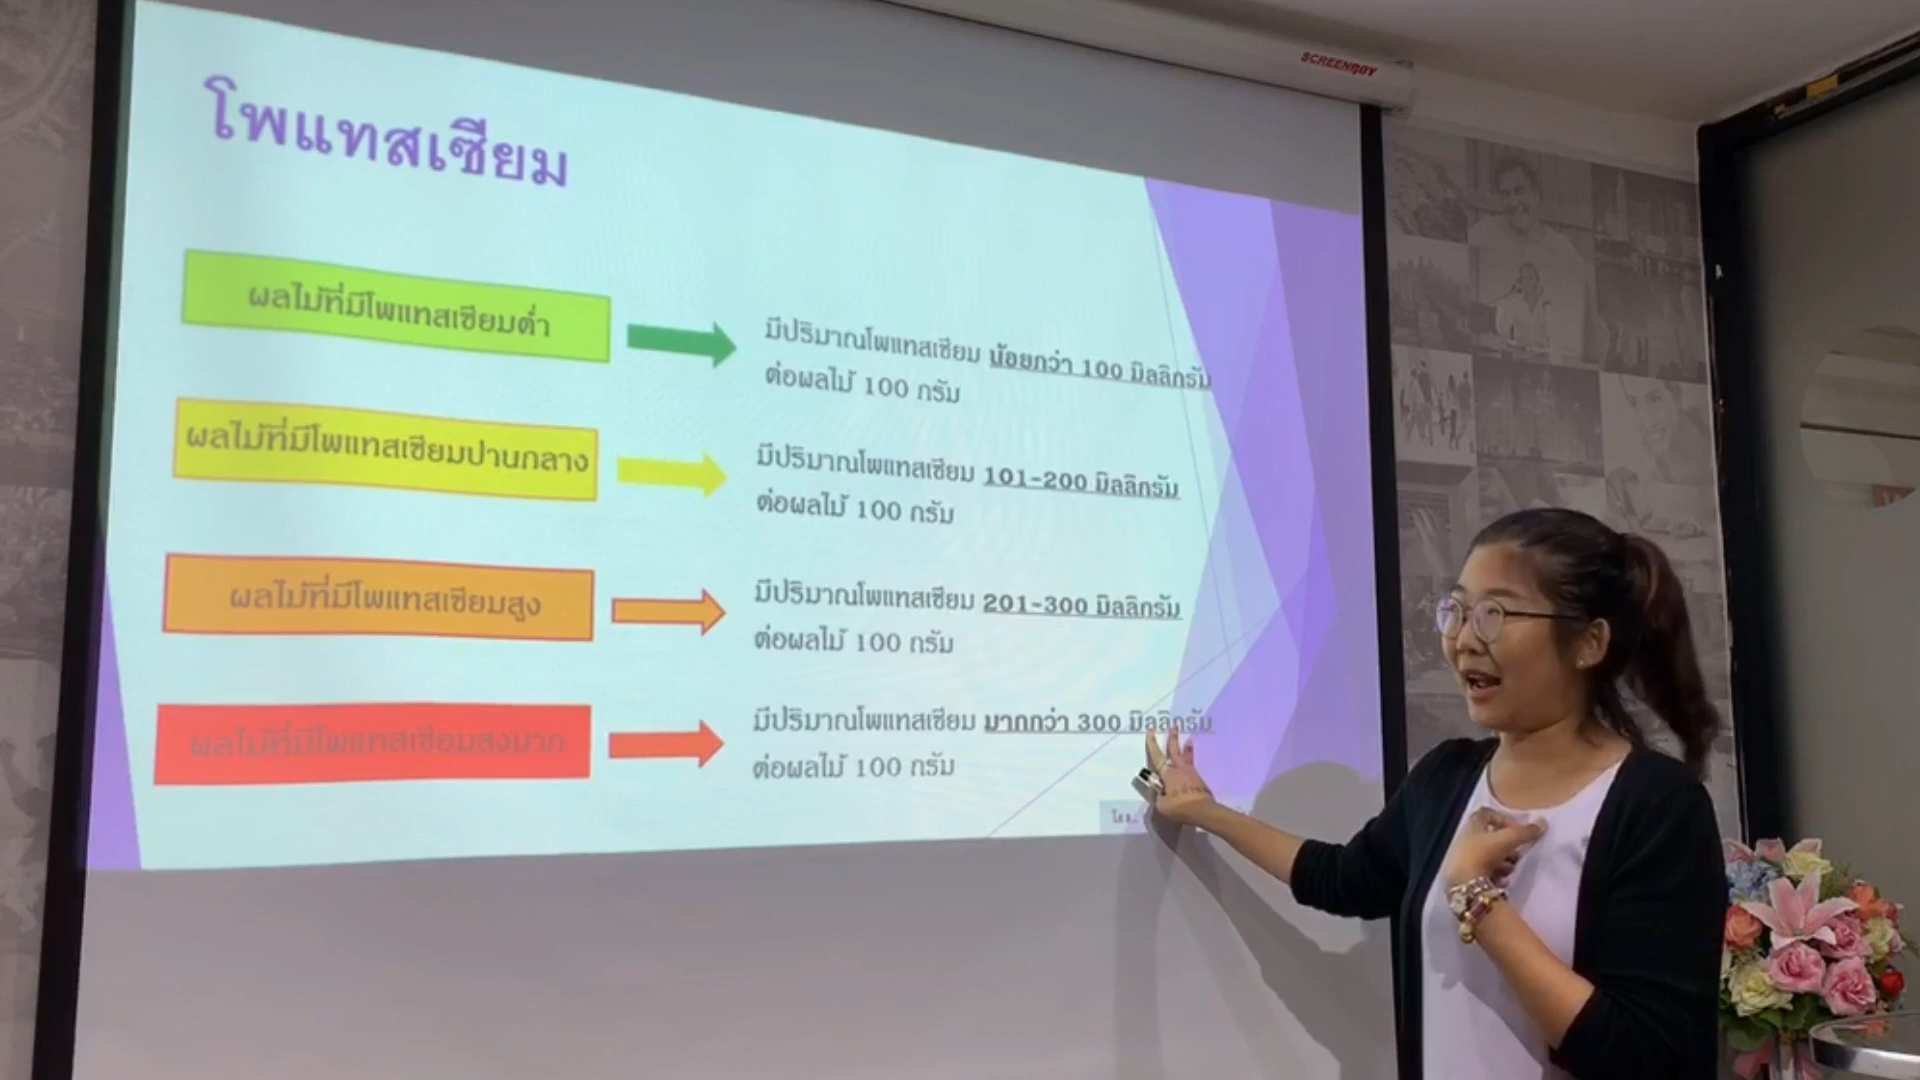 SCREENBOY
โพแทสเซียม
ผลไม้ที่มีโพแทสเซียมต่ำ
มีปริมาณโพแทสเซียม น้อยกว่า 100 มิลลิกรัม
ต่อผลไม้ 100 กรัม
ผลไม้ที่มีโพแทสเซียมปานกลาง
มีปริมาณโพแทสเซียม 101-200 มิลลิกรัม
ต่อผลไม้ 100 กรัม
ผลไม้ที่มีโพแทสเซียมสูง
มีปริมาณโพแทสเซียม 201-300 มิลลิกรัม
ต่อผลไม้ 100 กรัม
ผลไม้ที่มีโพแทสเซียมสูงมาก
มีปริมาณโพแทสเซียม มากกว่า 300 มิลลิกรัม
ต่อผลไม้ 100 กรัม